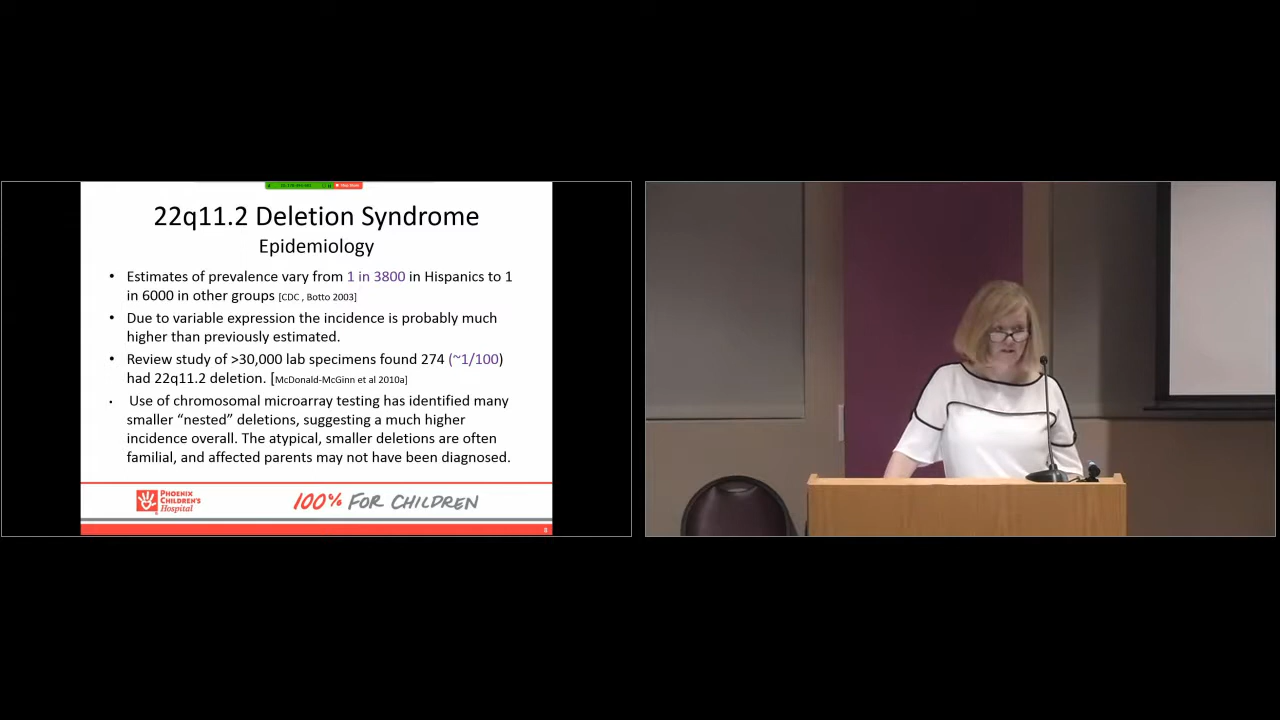 22q11.2 Deletion Syndrome
Epidemiology
• Estimates of prevalence vary from 1 in 3800 in Hispanics to 1
in 6000 in other groups [CDC , Botto 2003]
• Due to variable expression the incidence is probably much
higher than previously estimated.
• Review study of >30,000 lab specimens found 274 (~1/100)
had 22q11.2 deletion. [McDonald-McGinn et al 2010a]
• Use of chromosomal microarray testing has identified many
smaller “nested” deletions, suggesting a much higher
incidence overall. The atypical, smaller deletions are often
familial, and affected parents may not have been diagnosed.
PHOENIX
CHILDREN'S
Hospital
100% FOR CHILDREN